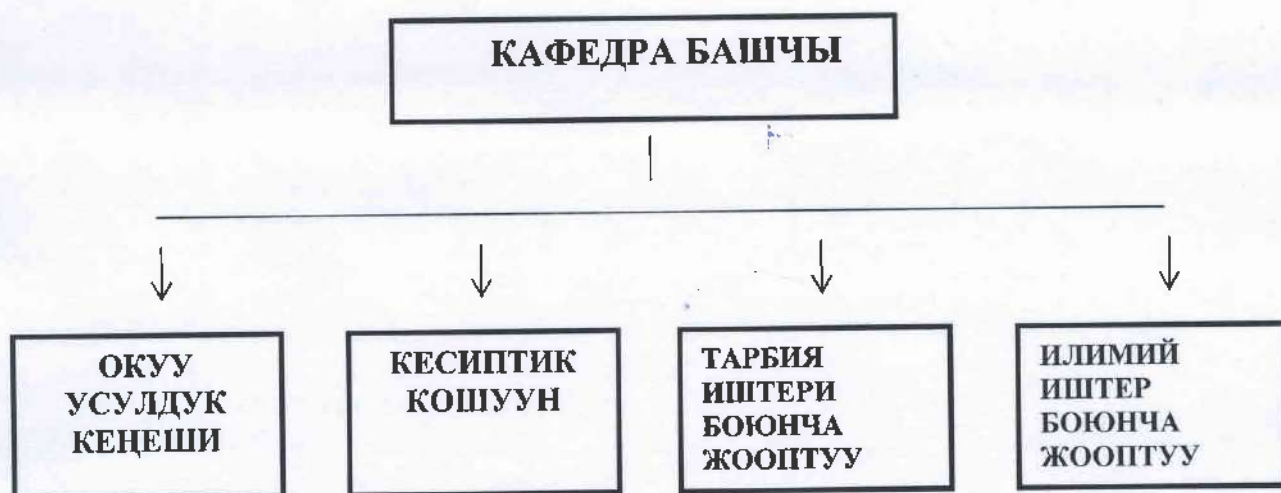 КАФЕДРА БАШЧЫ
ОКУУ
УСУЛДУК
КЕҢЕШИ
КЕСИПТИК
КОШУУН
ТАРБИЯ
ИШТЕРИ
БОЮНЧА
ЖООПТУУ
ИЛИМИЙ
ИШТЕР
БОЮНЧА
ЖООПТУУ